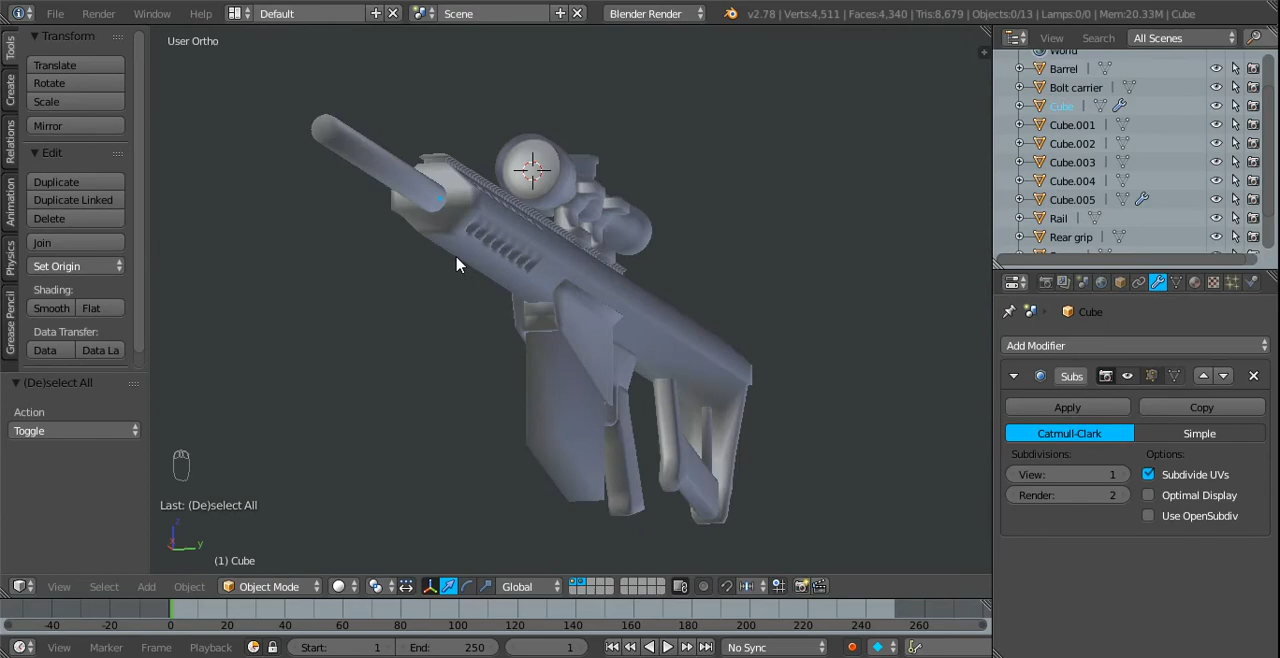 File Render Window Help Default Scene Blender Render v2.78 | Verts:4,511 | Faces:4,340 | Tris:8,679 | Objects:0/13 | Lamps:0/0 | Mem:20.33M | Cube
Tools
Create
Relations
Animation
Physics
Grease Pencil
Transform
Translate
Rotate
Scale
Mirror
Edit
Duplicate
Duplicate Linked
Delete
Join
Set Origin
Shading:
Smooth Flat
Data Transfer:
Data Data La
(De)select All
Action
Toggle
User Ortho
Last: (De)select All
z
y
(1) Cube
View Search All Scenes
World
Barrel
Bolt carrier
Cube
Cube.001
Cube.002
Cube.003
Cube.004
Cube.005
Rail
Rear grip
Cube
Add Modifier
Subs
Apply Copy
Catmull-Clark Simple
Subdivisions: Options:
View: 1 Subdivide UVs
Render: 2 Optimal Display
Use OpenSubdiv
View Select Add Object Object Mode Global
-40 -20 0 20 40 60 80 100 120 140 160 180 200 220 240 260
View Marker Frame Playback Start: 1 End: 250 1 No Sync